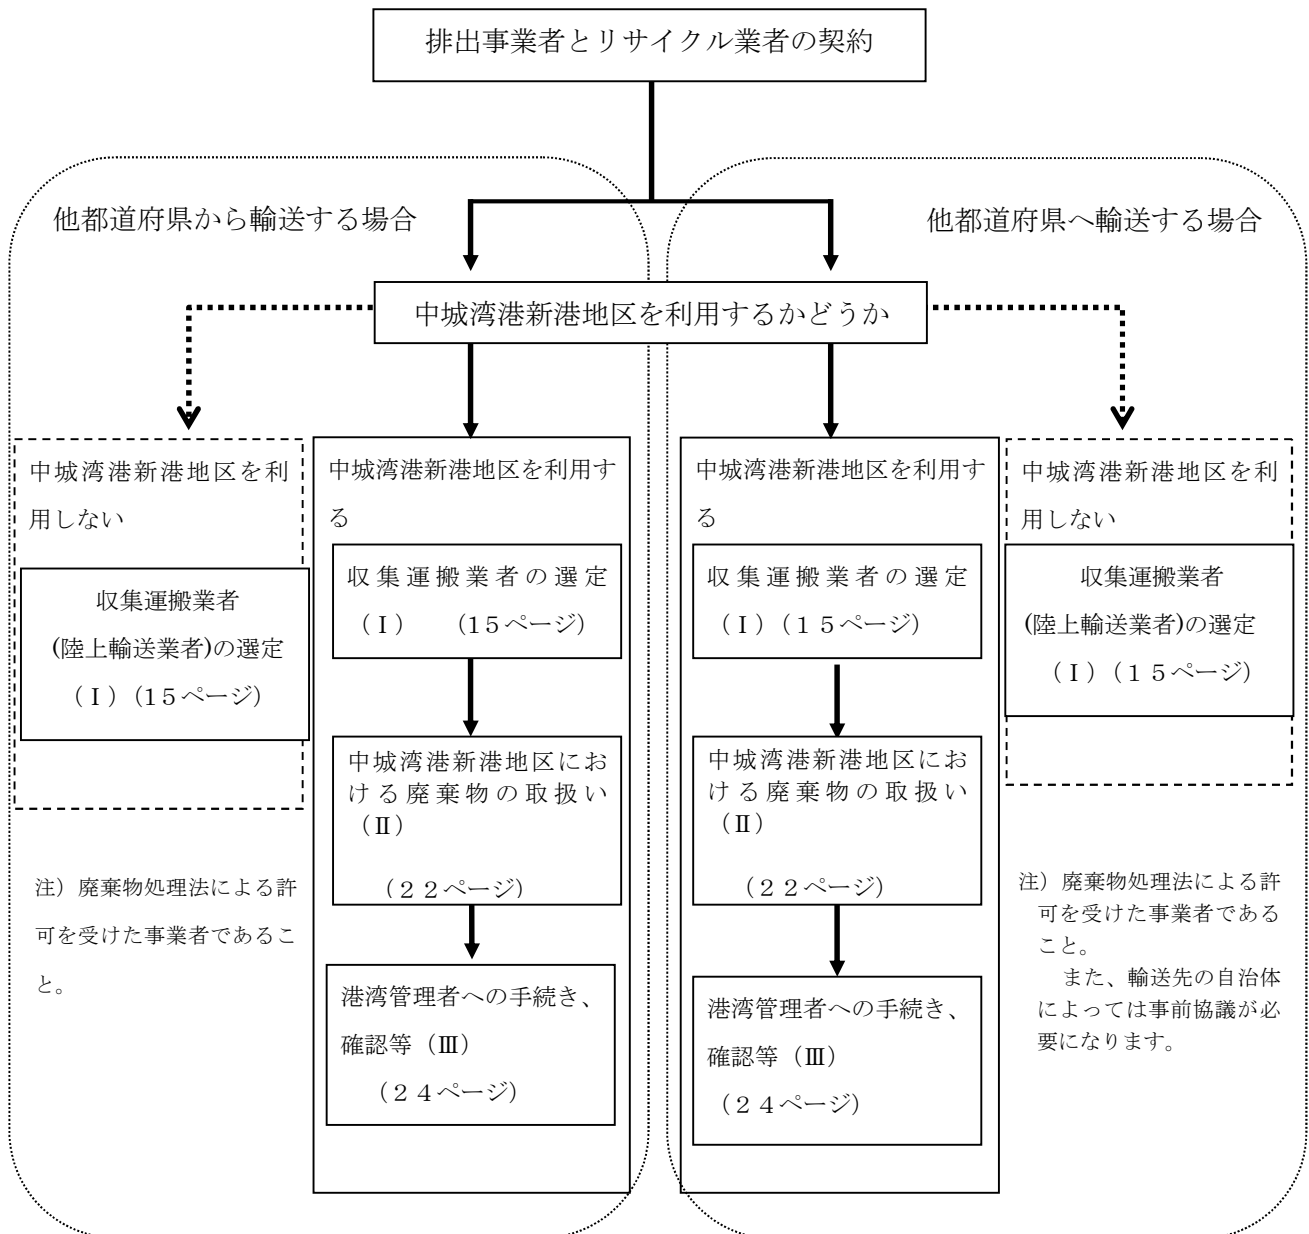 排出事業者とリサイクル業者の契約
他都道府県から輸送する場合
他都道府県へ輸送する場合
中城湾港新港地区を利用するかどうか
中城湾港新港地区を利
用しない
収集運搬業者
(陸上輸送業者)の選定
（Ⅰ）（１５ページ）
注）廃棄物処理法による許
可を受けた事業者であるこ
と。
中城湾港新港地区を利用す
る
収集運搬業者の選定
（Ⅰ）　（１５ページ）
中城湾港新港地区にお
ける廃棄物の取扱い
（Ⅱ）
（２２ページ）
港湾管理者への手続き、
確認等（Ⅲ）
（２４ページ）
中城湾港新港地区を利用す
る
収集運搬業者の選定
（Ⅰ）（１５ページ）
中城湾港新港地区にお
ける廃棄物の取扱い
（Ⅱ）
（２２ページ）
港湾管理者への手続き、
確認等（Ⅲ）
（２４ページ）
中城湾港新港地区を利
用しない
収集運搬業者
(陸上輸送業者)の選定
（Ⅰ）（１５ページ）
注）廃棄物処理法による許
可を受けた事業者である
こと。
また、輸送先の自治体
によっては事前協議が必
要になります。